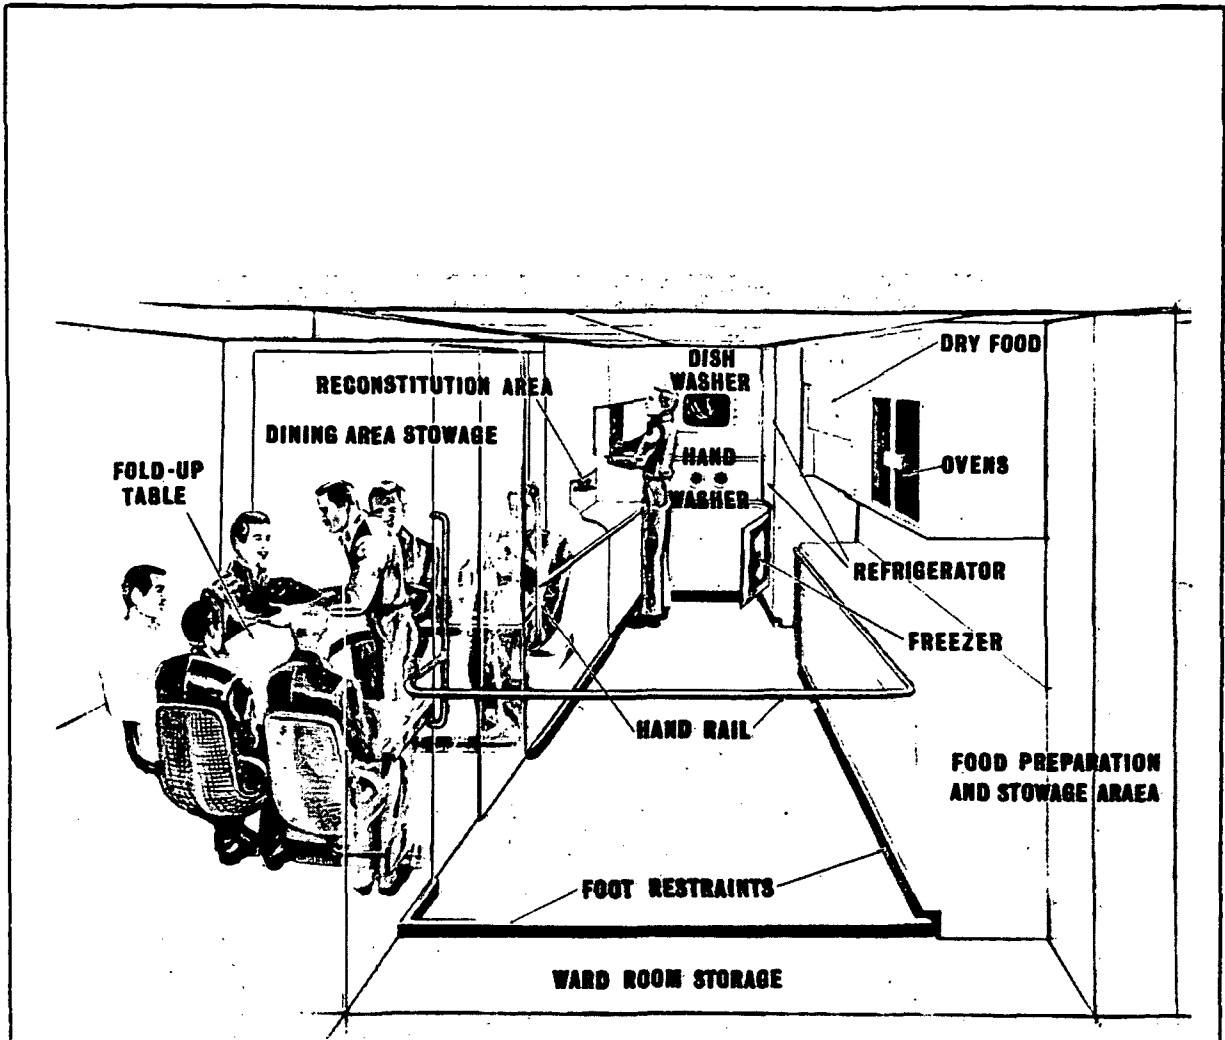 DISH
WASHER
DRY FOOD
RECONSTITUTION AREA
DINING AREA STOWAGE
FOLD-UP
TABLE
HAND
WASHER
OVENS
REFRIGERATOR
FREEZER
HAND RAIL
FOOD PREPARATION
AND STOWAGE ARAEA
FOOT RESTRAINTS
WARD ROOM STORAGE